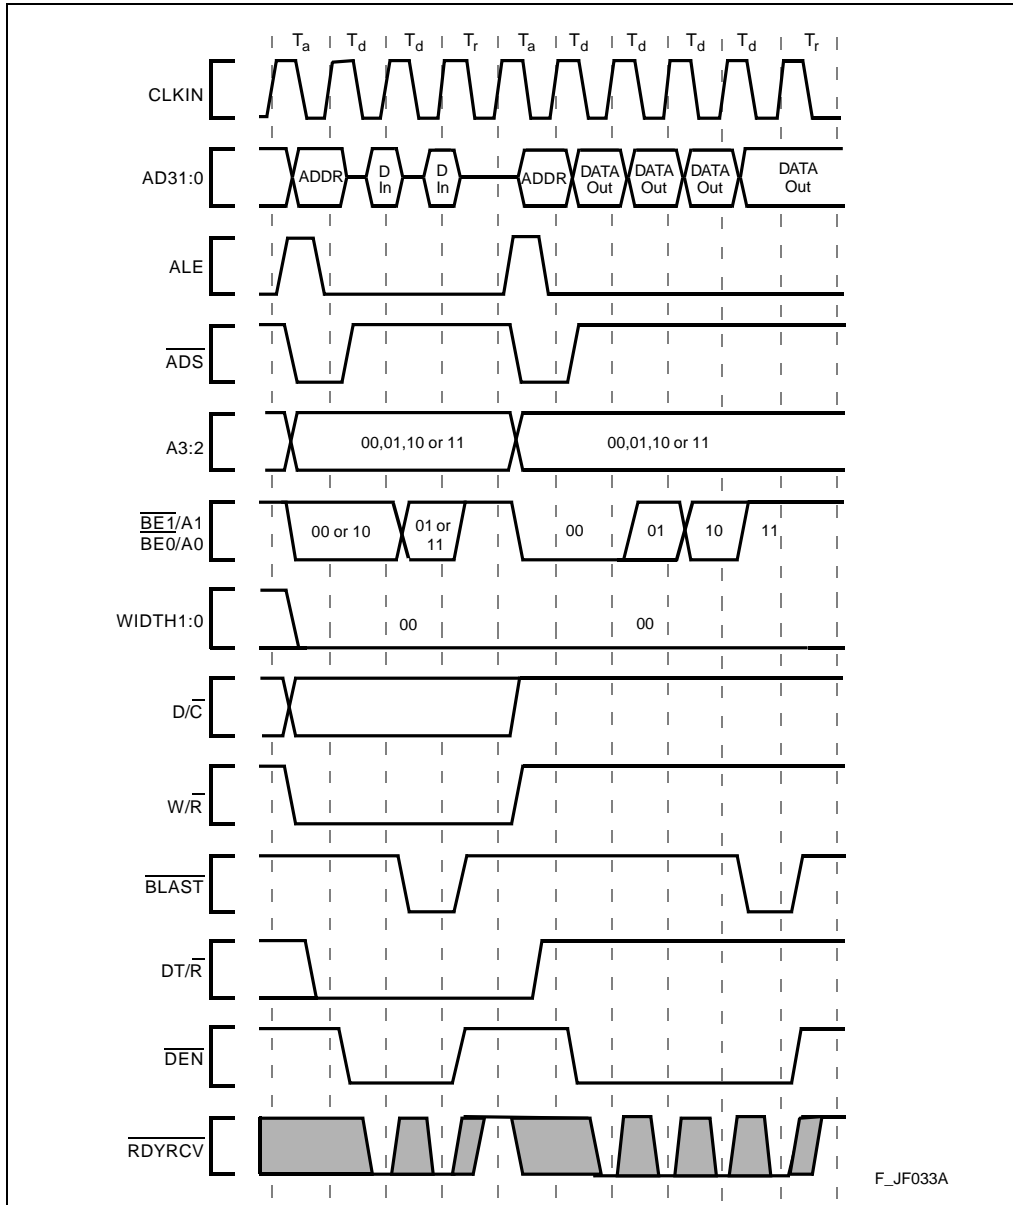 Ta Td Td Tr Ta Td Td Td Td Tr
CLKIN
AD31:0 ADDR D In D In ADDR DATA Out DATA Out DATA Out DATA Out
ALE
ADS
A3:2 00,01,10 or 11 00,01,10 or 11
BE1/A1
BE0/A0
00 or 10 01 or 11 00 01 10 11
WIDTH1:0 00 00
D/C
W/R
BLAST
DT/R
DEN
RDYRCV
F_JF033A